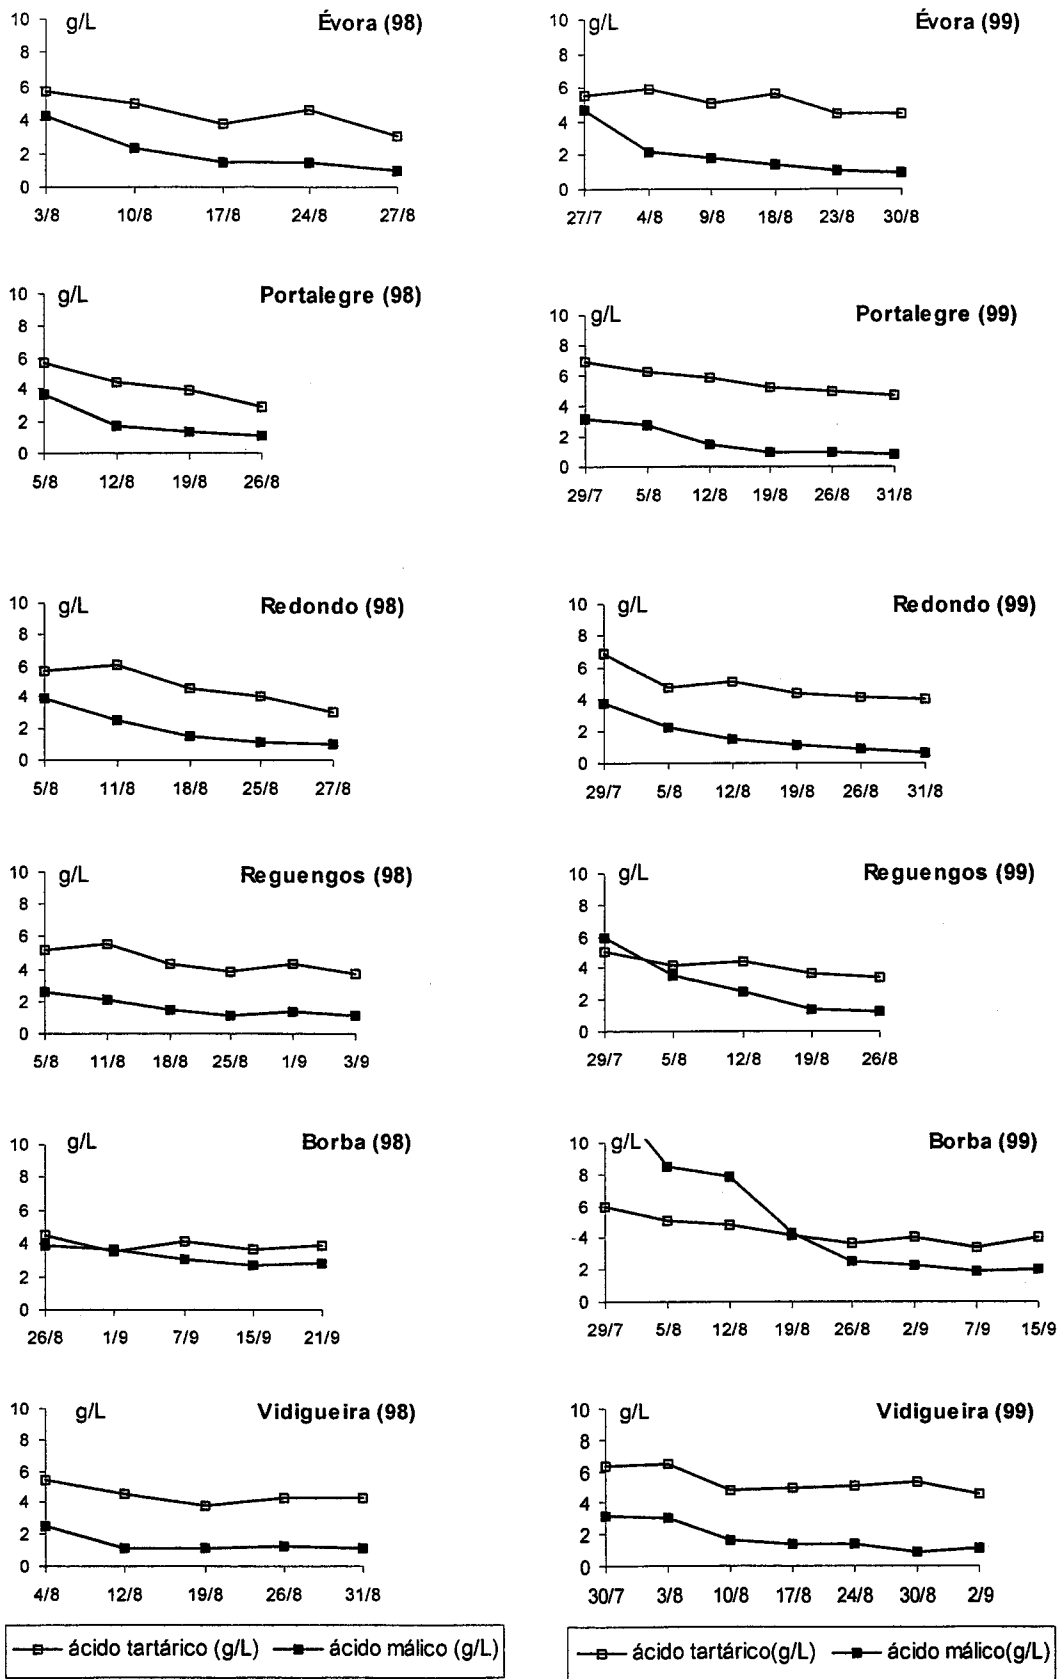 g/L Évora (98)
10
8
6
4
2
0
3/8 10/8 17/8 24/8 27/8
g/L Évora (99)
10
8
6
4
2
0
27/7 4/8 9/8 18/8 23/8 30/8
g/L Portalegre (98)
10
8
6
4
2
0
5/8 12/8 19/8 26/8
g/L Portalegre (99)
10
8
6
4
2
0
29/7 5/8 12/8 19/8 26/8 31/8
g/L Redondo (98)
10
8
6
4
2
0
5/8 11/8 18/8 25/8 27/8
g/L Redondo (99)
10
8
6
4
2
0
29/7 5/8 12/8 19/8 26/8 31/8
g/L Reguengos (98)
10
8
6
4
2
0
5/8 11/8 18/8 25/8 1/9 3/9
g/L Reguengos (99)
10
8
6
4
2
0
29/7 5/8 12/8 19/8 26/8
g/L Borba (98)
10
8
6
4
2
0
26/8 1/9 7/9 15/9 21/9
g/L Borba (99)
10
8
6
4
2
0
29/7 5/8 12/8 19/8 26/8 2/9 7/9 15/9
g/L Vidigueira (98)
10
8
6
4
2
0
4/8 12/8 19/8 26/8 31/8
g/L Vidigueira (99)
10
8
6
4
2
0
30/7 3/8 10/8 17/8 24/8 30/8 2/9
ácido tartárico (g/L) ácido málico (g/L)
ácido tartárico(g/L) ácido málico(g/L)